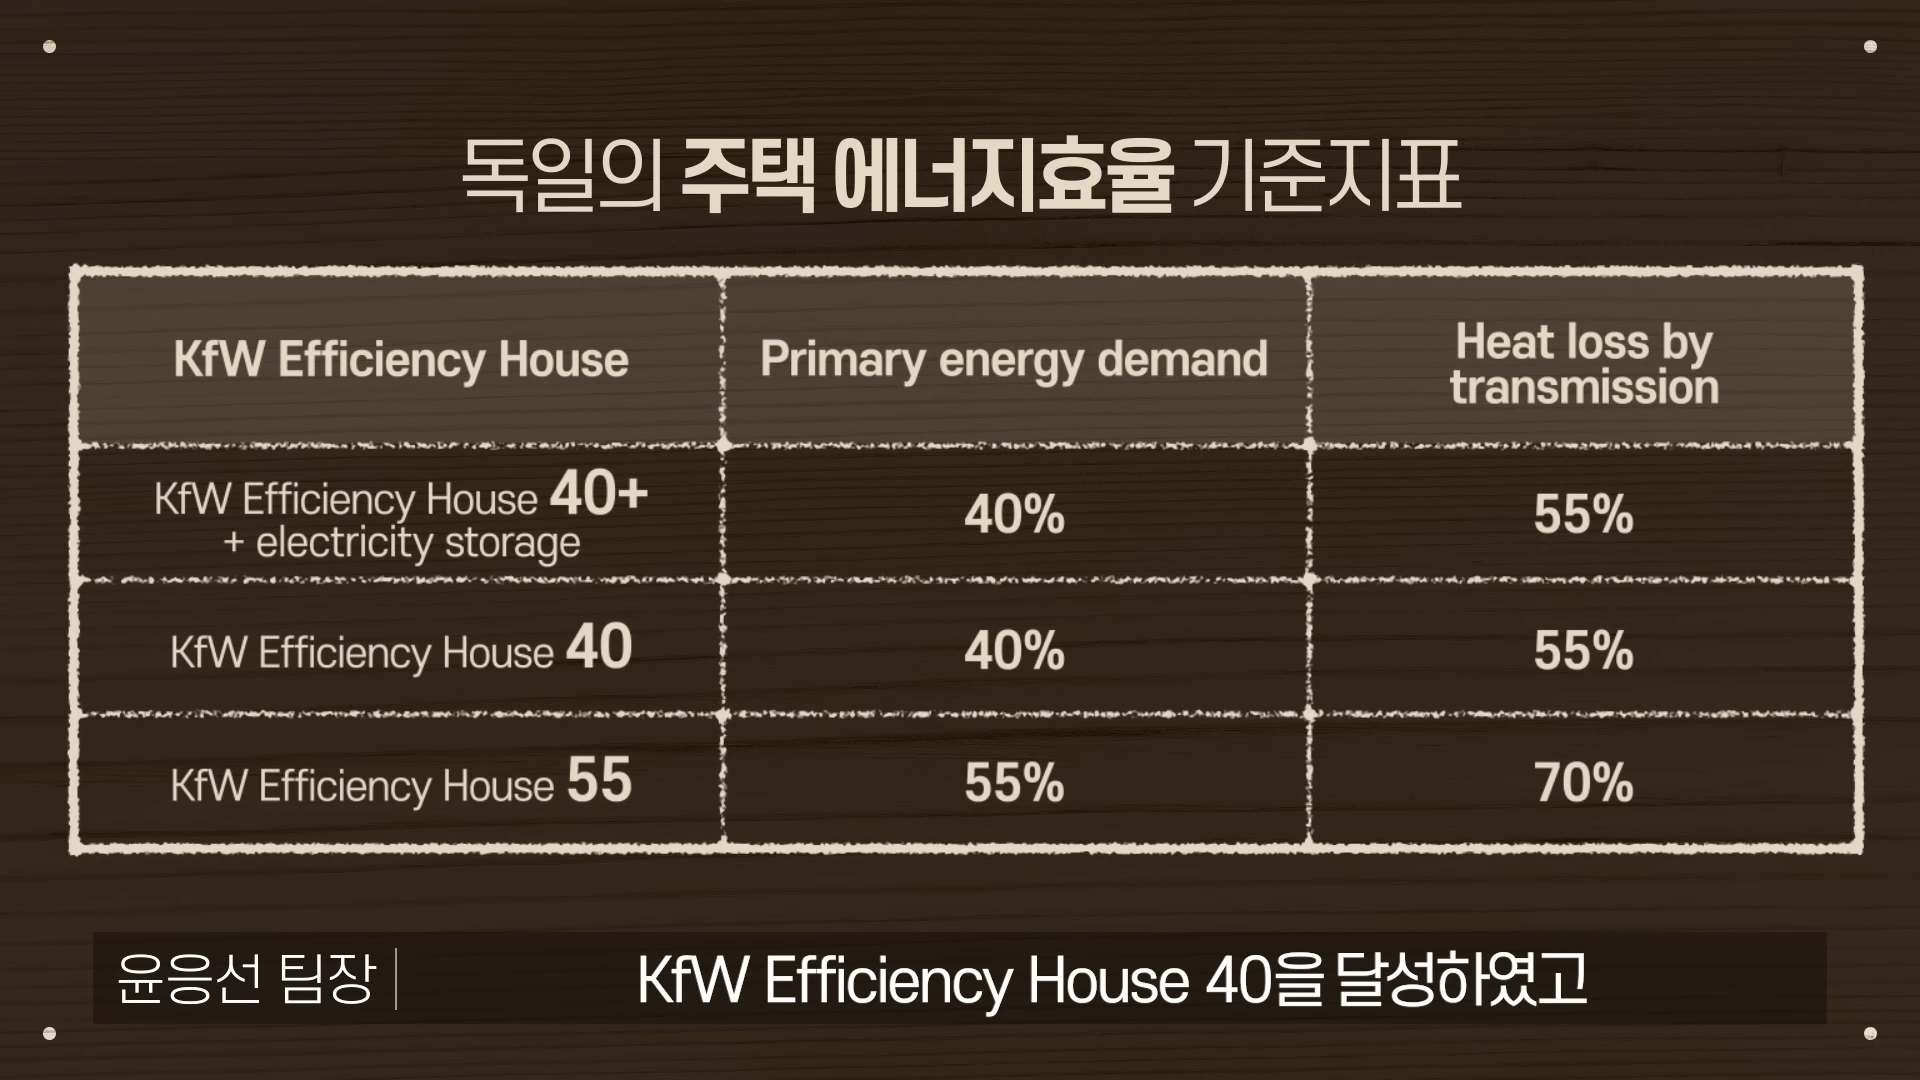 독일의 주택 에너지효율 기준지표
KfW Efficiency House
Primary energy demand
Heat loss by
transmission
KfW Efficiency House 40+
+ electricity storage
40%
55%
KfW Efficiency House 40
40%
55%
KfW Efficiency House 55
55%
70%
윤응선 팀장
KfW Efficiency House 40을 달성하였고